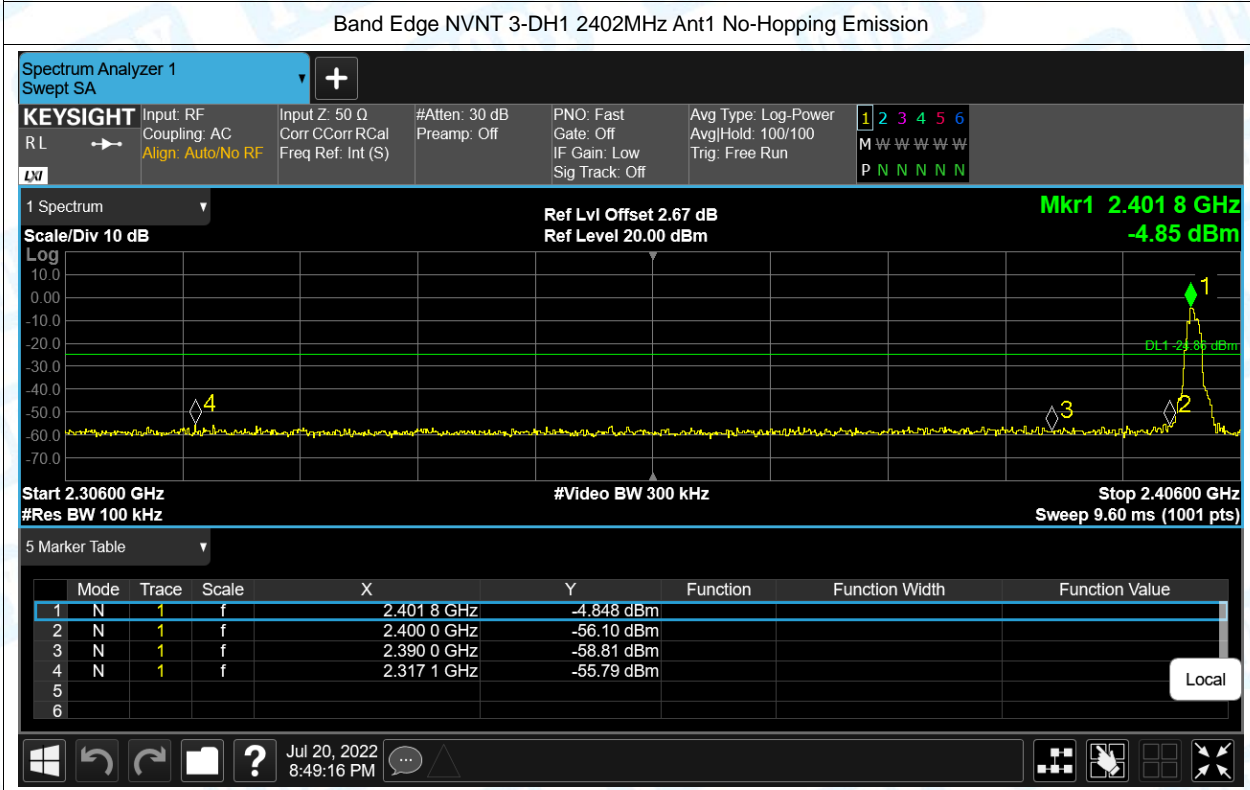 Band Edge NVNT 3-DH1 2402MHz Ant1 No-Hopping Emission
Spectrum Analyzer 1
Swept SA
KEYSIGHT Input: RF Input Z: 50 Ω #Atten: 30 dB PNO: Fast Avg Type: Log-Power 1 2 3 4 5 6
R L Coupling: AC Corr CCorr RCal Preamp: Off Gate: Off Avg|Hold: 100/100 M W W W W W
Align: Auto/No RF Freq Ref: Int (S) IF Gain: Low Trig: Free Run
LXI Sig Track: Off P N N N N N
1 Spectrum Ref Lvl Offset 2.67 dB Mkr1 2.401 8 GHz
Scale/Div 10 dB Ref Level 20.00 dBm -4.85 dBm
Log
10.0
0.00
-10.0
-20.0
-30.0
-40.0
-50.0
-60.0
-70.0
1
DL1 -24.86 dBm
4
3
2
Start 2.30600 GHz #Video BW 300 kHz Stop 2.40600 GHz
#Res BW 100 kHz Sweep 9.60 ms (1001 pts)
5 Marker Table
Mode Trace Scale X Y Function Function Width Function Value
1 N 1 f 2.401 8 GHz -4.848 dBm
2 N 1 f 2.400 0 GHz -56.10 dBm
3 N 1 f 2.390 0 GHz -58.81 dBm
4 N 1 f 2.317 1 GHz -55.79 dBm
5
6
Local
? Jul 20, 2022
8:49:16 PM